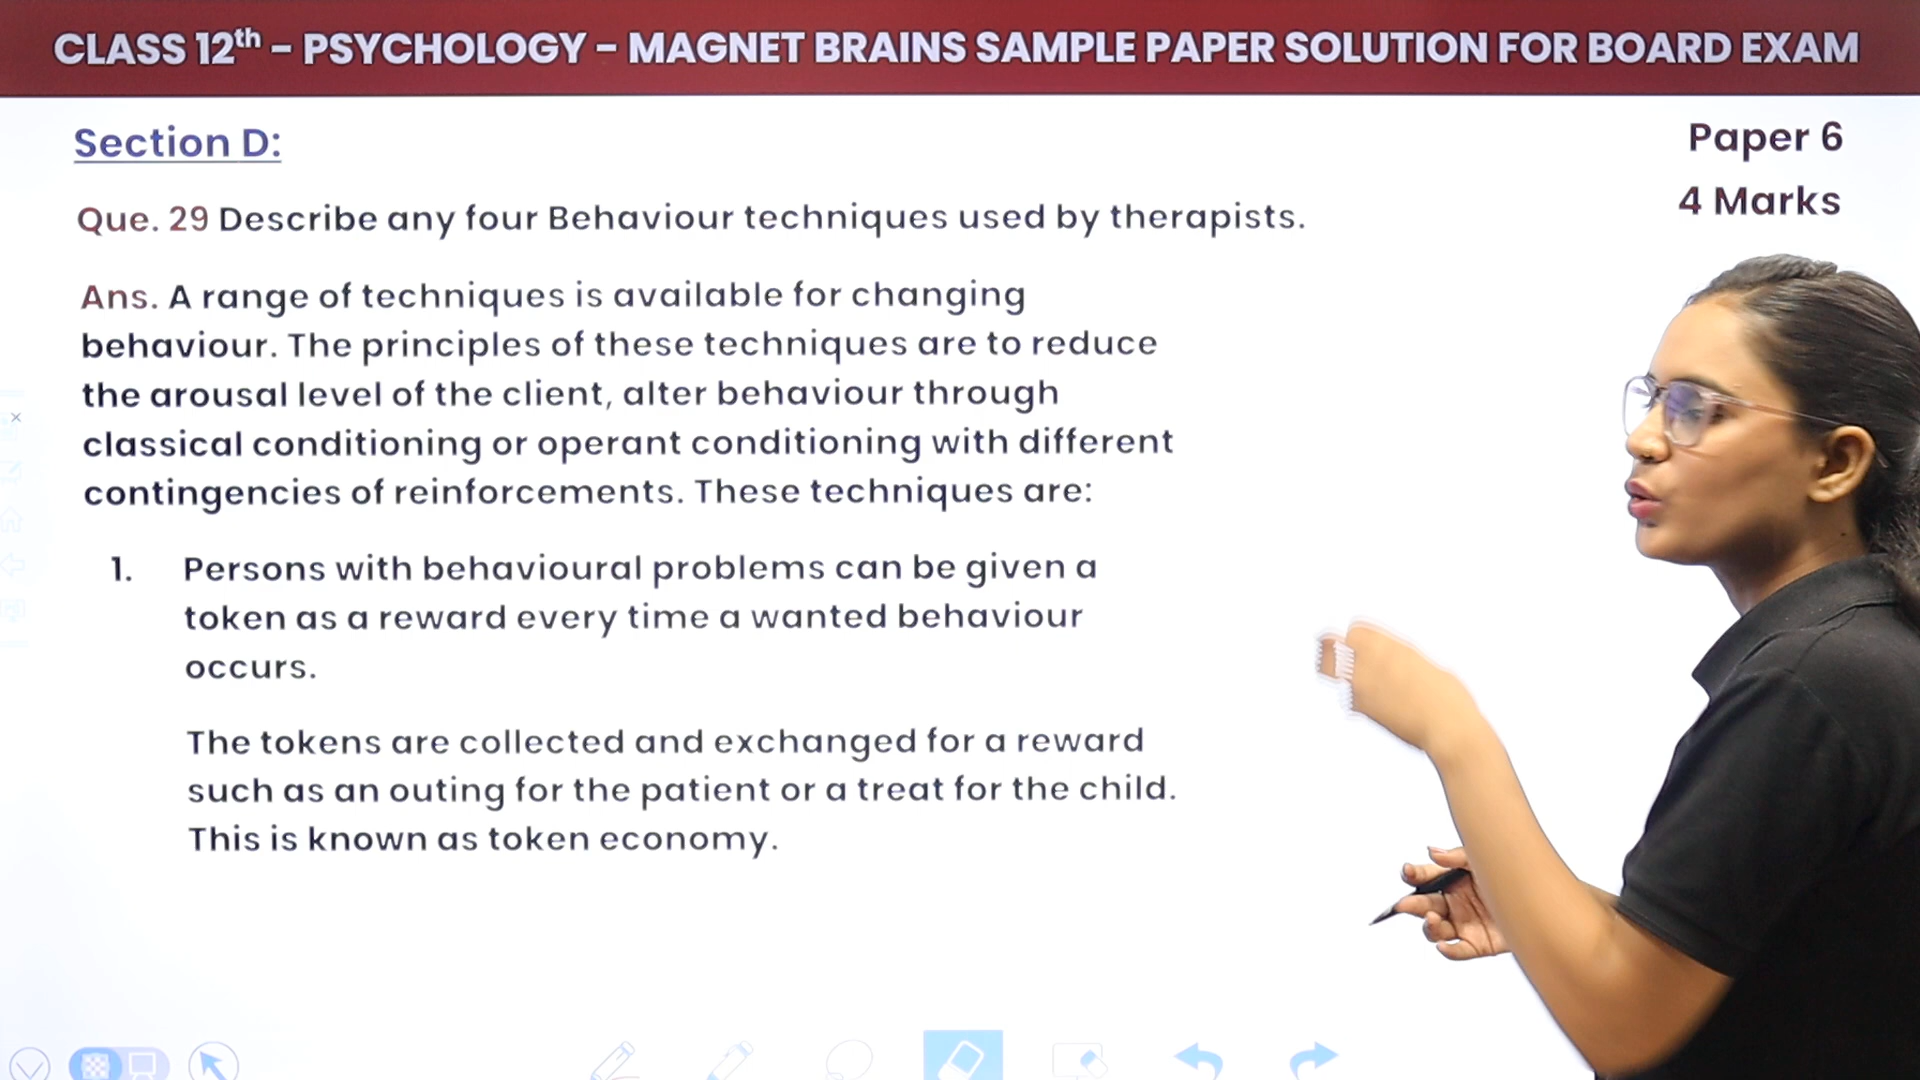 CLASS 12th - PSYCHOLOGY - MAGNET BRAINS SAMPLE PAPER SOLUTION FOR BOARD EXAM
Section D:
Paper 6
4 Marks
Que. 29 Describe any four Behaviour techniques used by therapists.
Ans. A range of techniques is available for changing
behaviour. The principles of these techniques are to reduce
the arousal level of the client, alter behaviour through
classical conditioning or operant conditioning with different
contingencies of reinforcements. These techniques are:
1. Persons with behavioural problems can be given a
token as a reward every time a wanted behaviour
occurs.
The tokens are collected and exchanged for a reward
such as an outing for the patient or a treat for the child.
This is known as token economy.